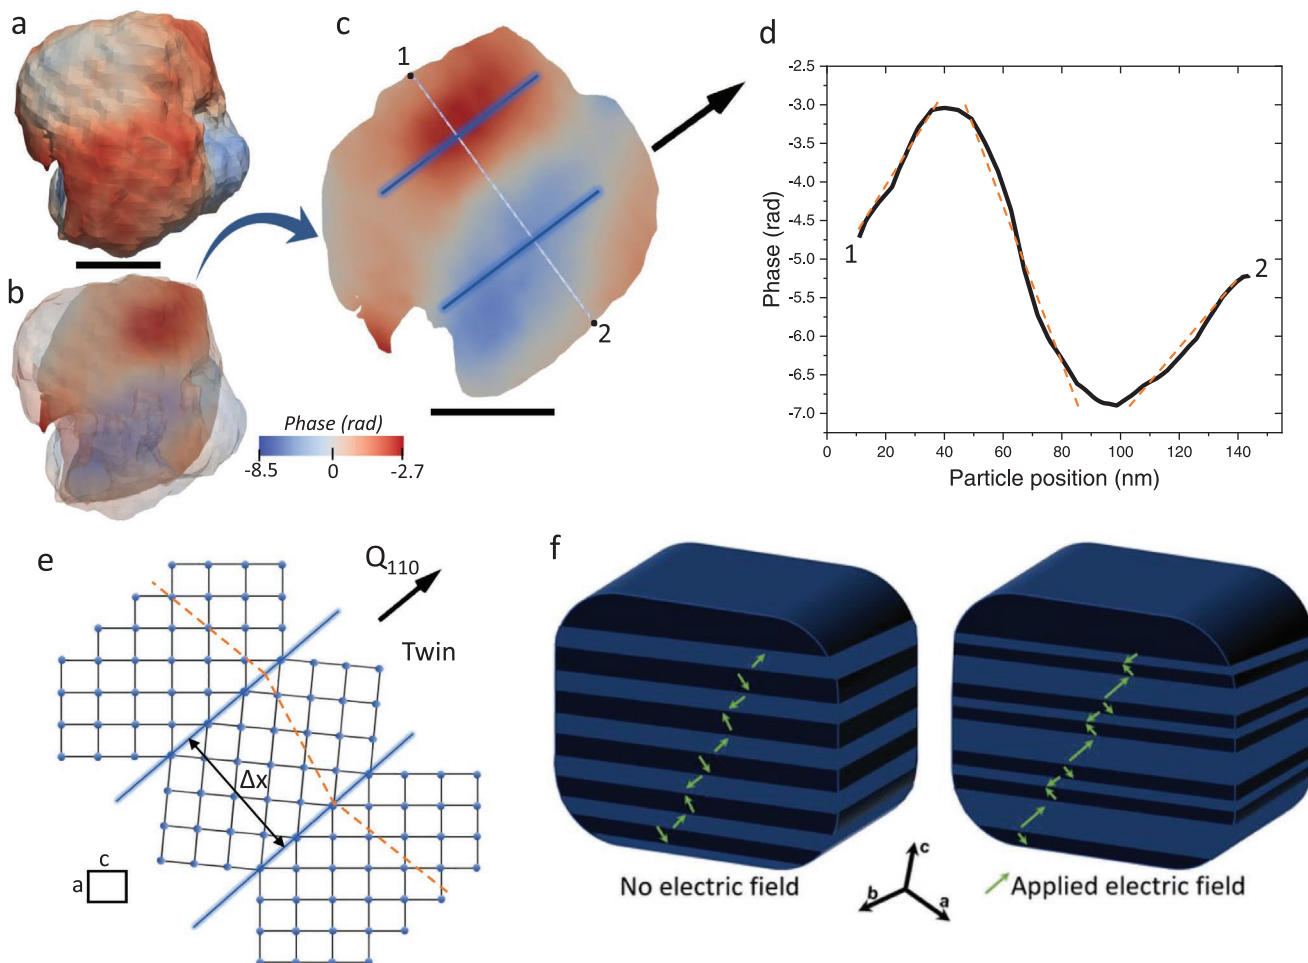 a
b
Phase (rad)
-8.5 0 -2.7
c
1
2
d
Phase (rad)
-2.5
-3.0
-3.5
-4.0
-4.5
-5.0
-5.5
-6.0
-6.5
-7.0
1
2
0 20 40 60 80 100 120 140
Particle position (nm)
e
Q110
Twin
Δx
c
a
f
No electric field
c
b
a
Applied electric field